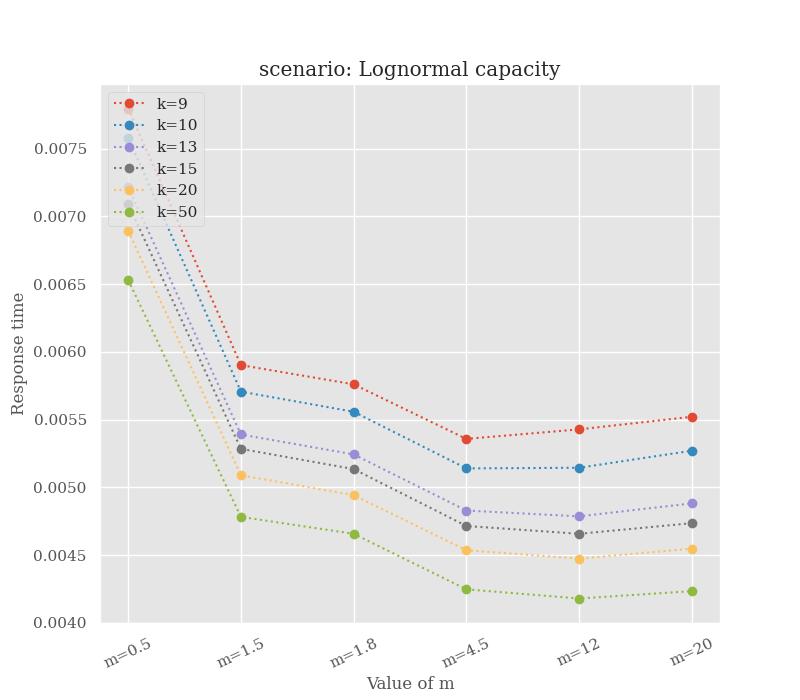 scenario: Lognormal capacity
k=9
k=10
k=13
k=15
k=20
k=50
0.0075
0.0070
0.0065
0.0060
0.0055
0.0050
0.0045
0.0040
Response time
m=0.5
m=1.5
m=1.8
m=4.5
m=12
m=20
Value of m